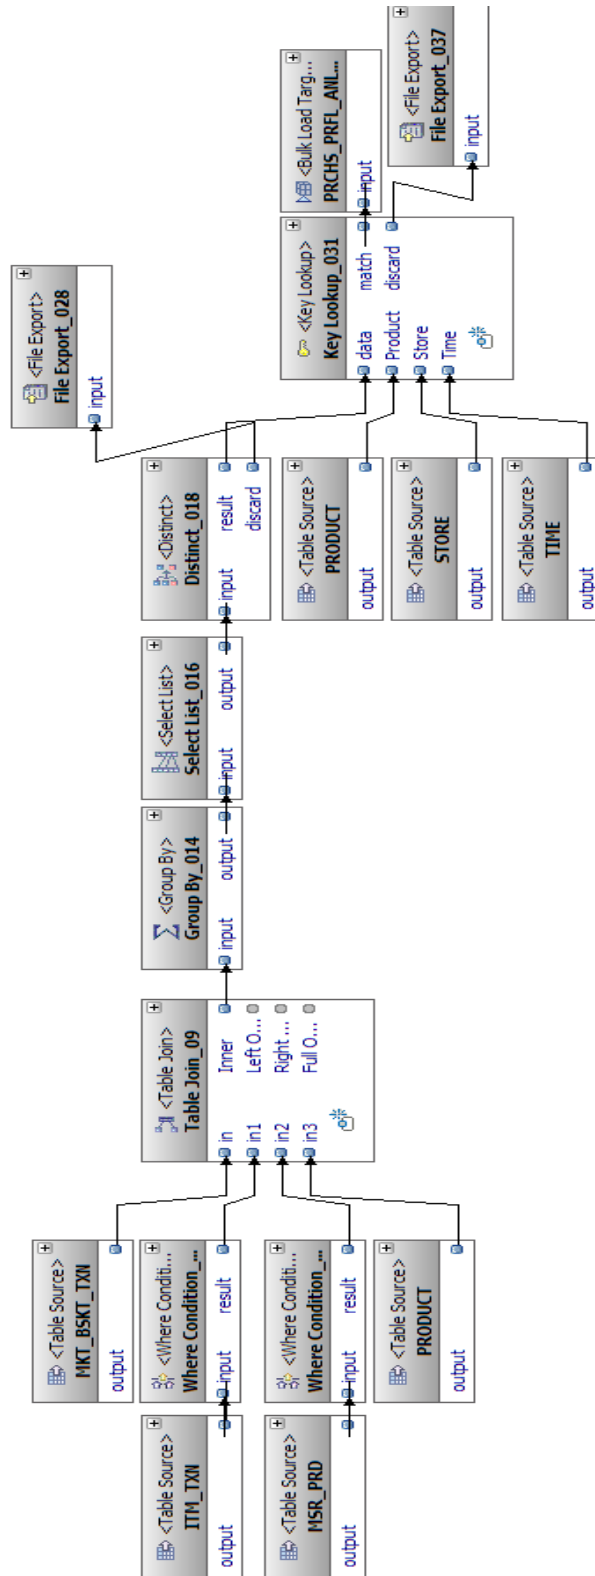 <Table Source>
ITM_TXN
output
<Table Source>
MSR_PRD
output
<Table Source>
MKT_BSKT_TXN
output
<Where Conditi...
Where Condition_...
input
result
<Where Conditi...
Where Condition_...
input
result
<Table Source>
PRODUCT
output
<Table Join>
Table Join_09
in
Inner
in1
Left O...
in2
Right ...
in3
Full O...
<Group By>
Group By_014
input
output
<Select List>
Select List_016
input
output
<Distinct>
Distinct_018
input
result
discard
<File Export>
File Export_028
input
<Table Source>
PRODUCT
output
<Table Source>
STORE
output
<Table Source>
TIME
output
<Key Lookup>
Key Lookup_031
data
match
Product
discard
Store
Time
<Bulk Load Targ...
PRCHS_PRFL_ANL...
input
<File Export>
File Export_037
input